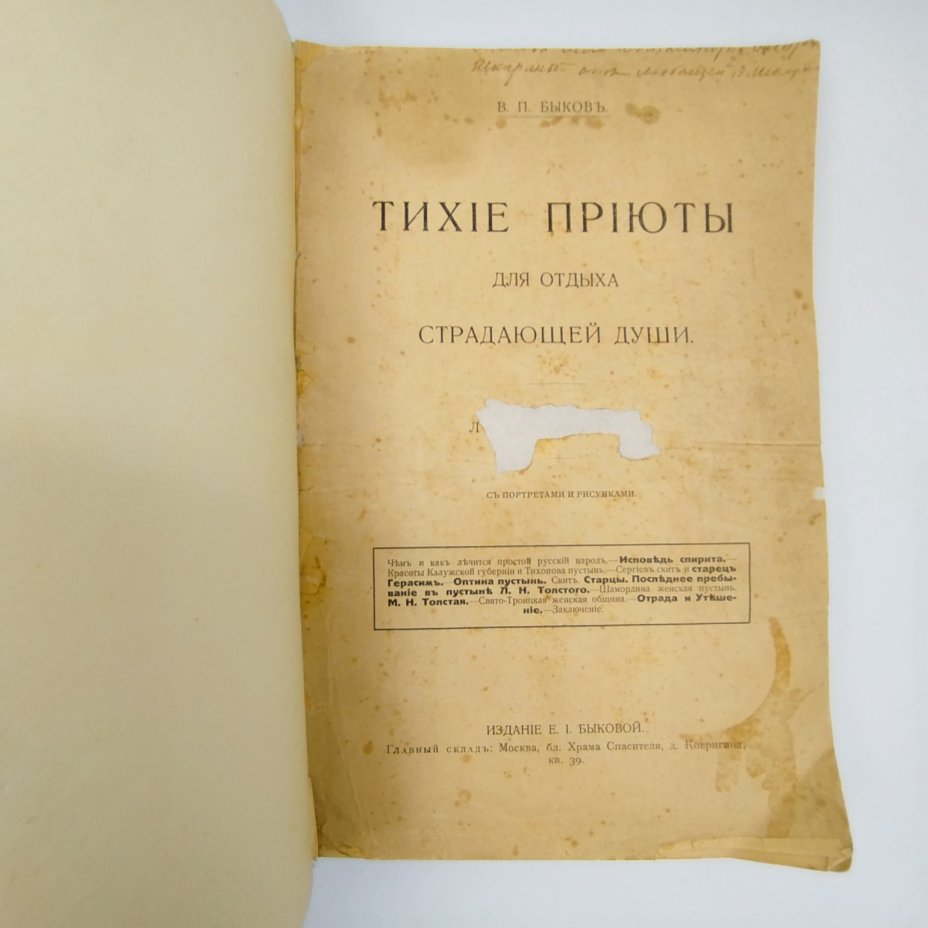 отъ
В. П. БЫКОВЪ.
ТИХІЕ ПРІЮТЫ
ДЛЯ ОТДЫХА
СТРАДАЮЩЕЙ ДУШИ.
Л
СЪ ПОРТРЕТАМИ И РИСУНКАМИ.
Чѣмъ и какъ лѣчится простой русскій народъ.—Исповѣдь спирита.—
Красоты Калужской губерніи и Тихонова пустынь.—Сергіевъ скитъ и старецъ
Герасимъ.—Оптина пустынь. Скитъ. Старцы. Послѣднее пребы-
ваніе въ пустынѣ Л. Н. Толстого.—Шамордина женская пустынь.
М. Н. Толстая.—Свято-Троицкая женская община.—Отрада и Утѣше-
ніе.—Заключеніе.
ИЗДАНІЕ Е. І. БЫКОВОЙ.
Главный складъ: Москва, бл. Храма Спасителя, д. Ковригина,
кв. 39.